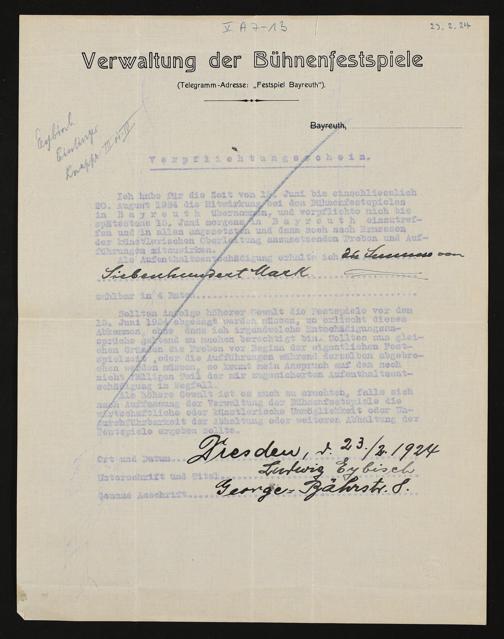 V A 7-13
23.2.24
Verwaltung der Bühnenfestspiele
(Telegramm-Adresse: „Festspiel Bayreuth“).
Bayreuth,
Eybisch
Verpflichtungsschein.
Ich habe für die Zeit von 15. Juni bis einschliesslich
20. August 1924 die Mitwirkung bei den Bühnenfestspielen
in Bayreuth übernommen, und verpflichte mich bis
spätestens 15. Juni morgens in Bayreuth einzutref-
fen und in allen angesetzten und dann noch nach Ermessen
der künstlerischen Oberleitung anzusetzenden Proben und Auf-
führungen mitzuwirken.
Als Aufenthaltsentschädigung erhalte ich die Summe von
Siebenhundert Mark
zahlbar in 4 Raten
Sollten infolge höherer Gewalt die Festspiele vor dem
15. Juni 1924 abgesagt werden müssen, so erlischt dieses
Abkommen, ohne dass ich irgendwelche Entschädigungsan-
sprüche geltend zu machen berechtigt bin. Sollten aus glei-
chen Gründen die Proben vor Beginn der eigentlichen Fest-
spielzeit oder die Aufführungen während derselben abgebro-
chen werden müssen, so kommt mein Anspruch auf den noch
nicht fälligen Teil der mir zugesicherten Aufenthaltsent-
schädigung in Wegfall.
Als höhere Gewalt ist es auch zu erachten, falls sich
nach Auffassung der Verwaltung der Bühnenfestspiele die
wirtschaftliche oder künstlerische Unmöglichkeit oder Un-
durchführbarkeit der Abhaltung oder weiteren Abhaltung der
Festspiele ergeben sollte.
Ort und Datum Dresden, d. 23./2. 1924
Unterschrift und Titel Ludwig Eybisch
Genaue Anschrift George-Bährstr. 8.